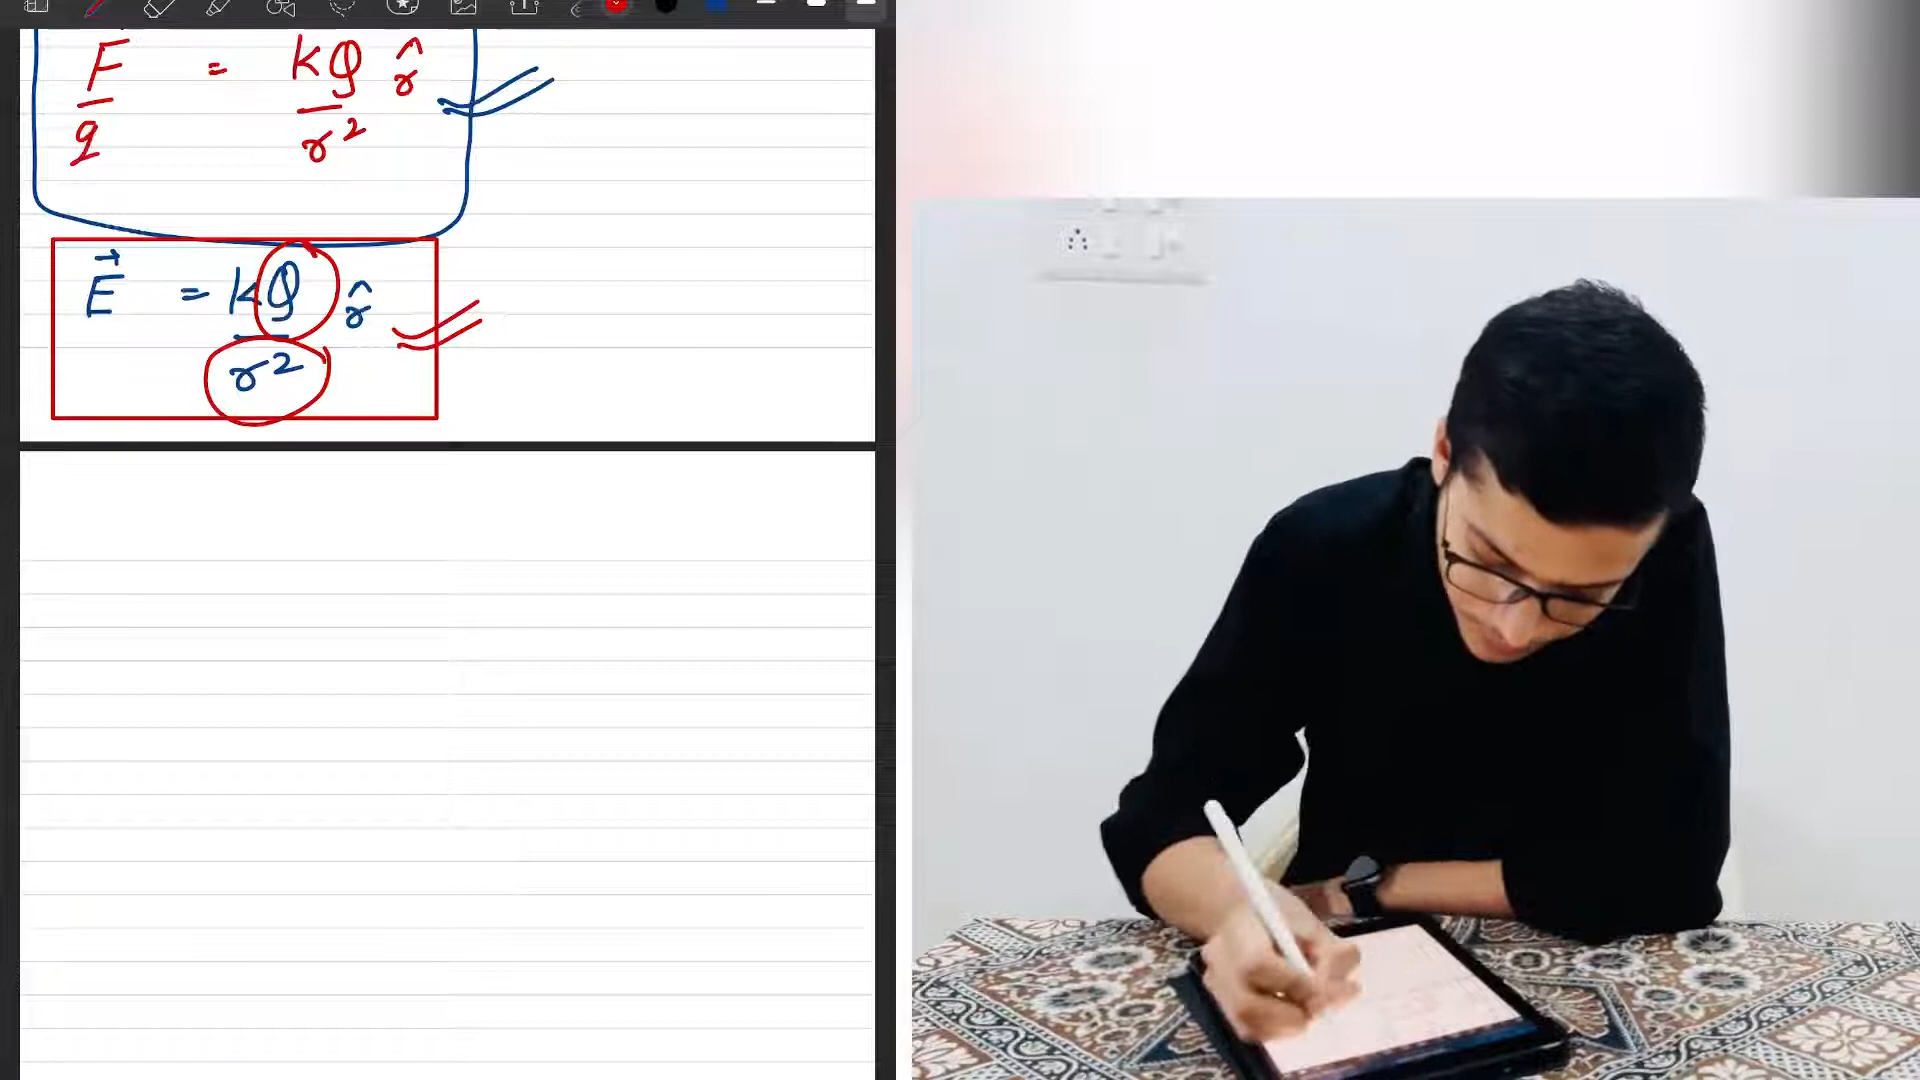 F = kQ r̂
q r²
E⃗ = kQ r̂
r²